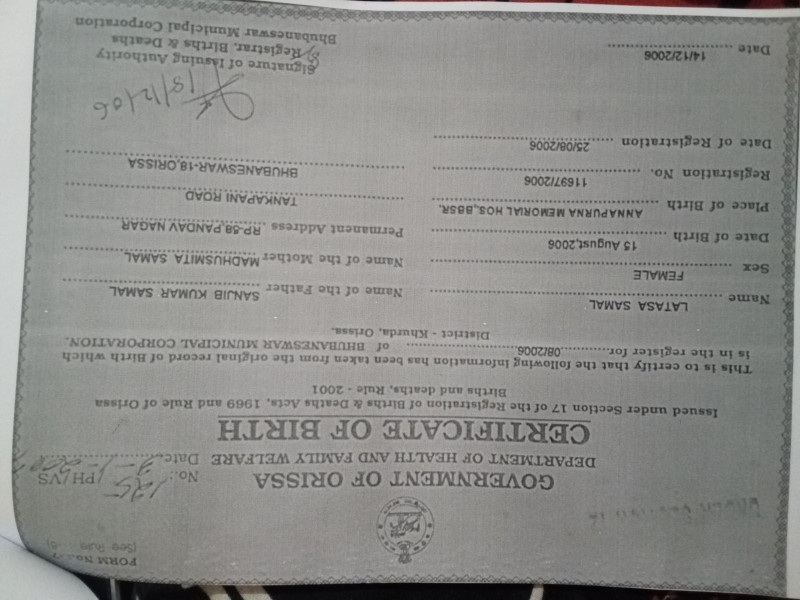 FORM No.:
(See Rule
GOVERNMENT OF ORISSA
DEPARTMENT OF HEALTH AND FAMILY WELFARE
No.: 125 /PH/VS
Date
CERTIFICATE OF BIRTH
Issued under Section 17 of the Registration of Births & Deaths Acts, 1969 and Rule of Orissa
Births and deaths, Rule - 2001
This is to certify that the following information has been taken from the original record of Birth which
is in the register for 08/2006 of BHUBANESWAR MUNICIPAL CORPORATION.
District - Khurda, Orissa.
Name LATASA SAMAL
Sex FEMALE
Date of Birth 15 August,2006
Place of Birth ANNAPURNA MEMORIAL HOS.,BBSR.
Registration No. 11697/2006
Date of Registration 25/08/2006
Name of the Father SANJIB KUMAR SAMAL
Name of the Mother MADHUSMITA SAMAL
Permanent Address RP-58,PANDAV NAGAR
TANKAPANI ROAD
BHUBANESWAR-18,ORISSA
Date 14/12/2006
18/12/06
Signature of Issuing Authority
Registrar, Births & Deaths
Bhubaneswar Municipal Corporation